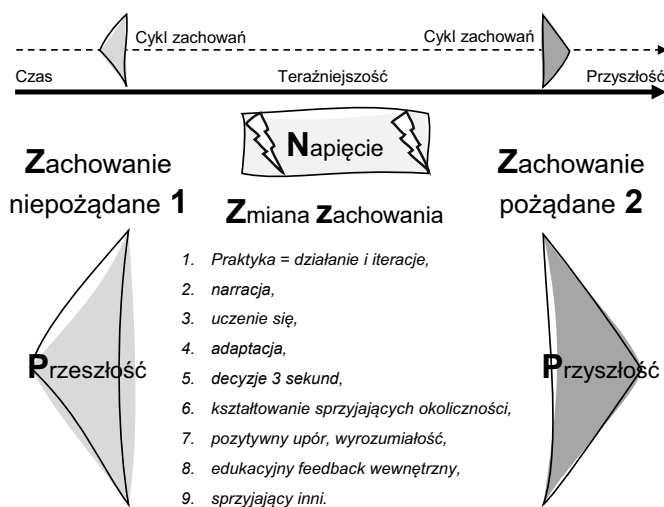 Cykl zachowań
Cykl zachowań
Czas
Teraźniejszość
Przyszłość
Napięcie
Zachowanie
niepożądane 1
Zmiana zachowania
Zachowanie
pożądane 2
1. Praktyka = działanie i iteracje,
2. narracja,
3. uczenie się,
4. adaptacja,
5. decyzje 3 sekund,
6. kształtowanie sprzyjających okoliczności,
7. pozytywny upór, wyrozumiałość,
8. edukacyjny feedback wewnętrzny,
9. sprzyjający inni.
Przeszłość
Przyszłość